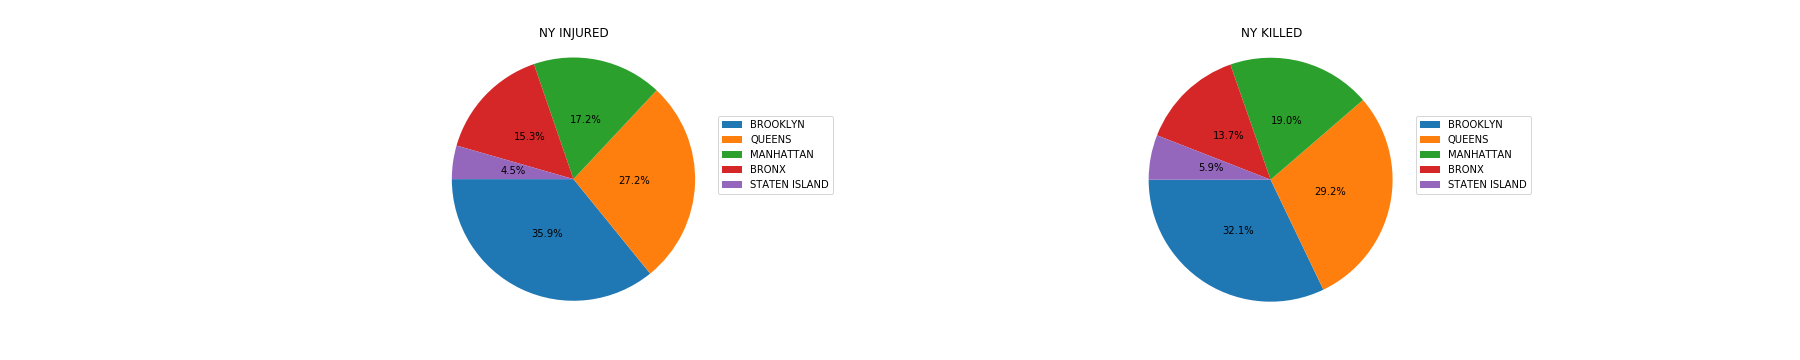 NY INJURED
17.2%
15.3%
4.5%
27.2%
35.9%
BROOKLYN
QUEENS
MANHATTAN
BRONX
STATEN ISLAND
NY KILLED
19.0%
13.7%
5.9%
29.2%
32.1%
BROOKLYN
QUEENS
MANHATTAN
BRONX
STATEN ISLAND